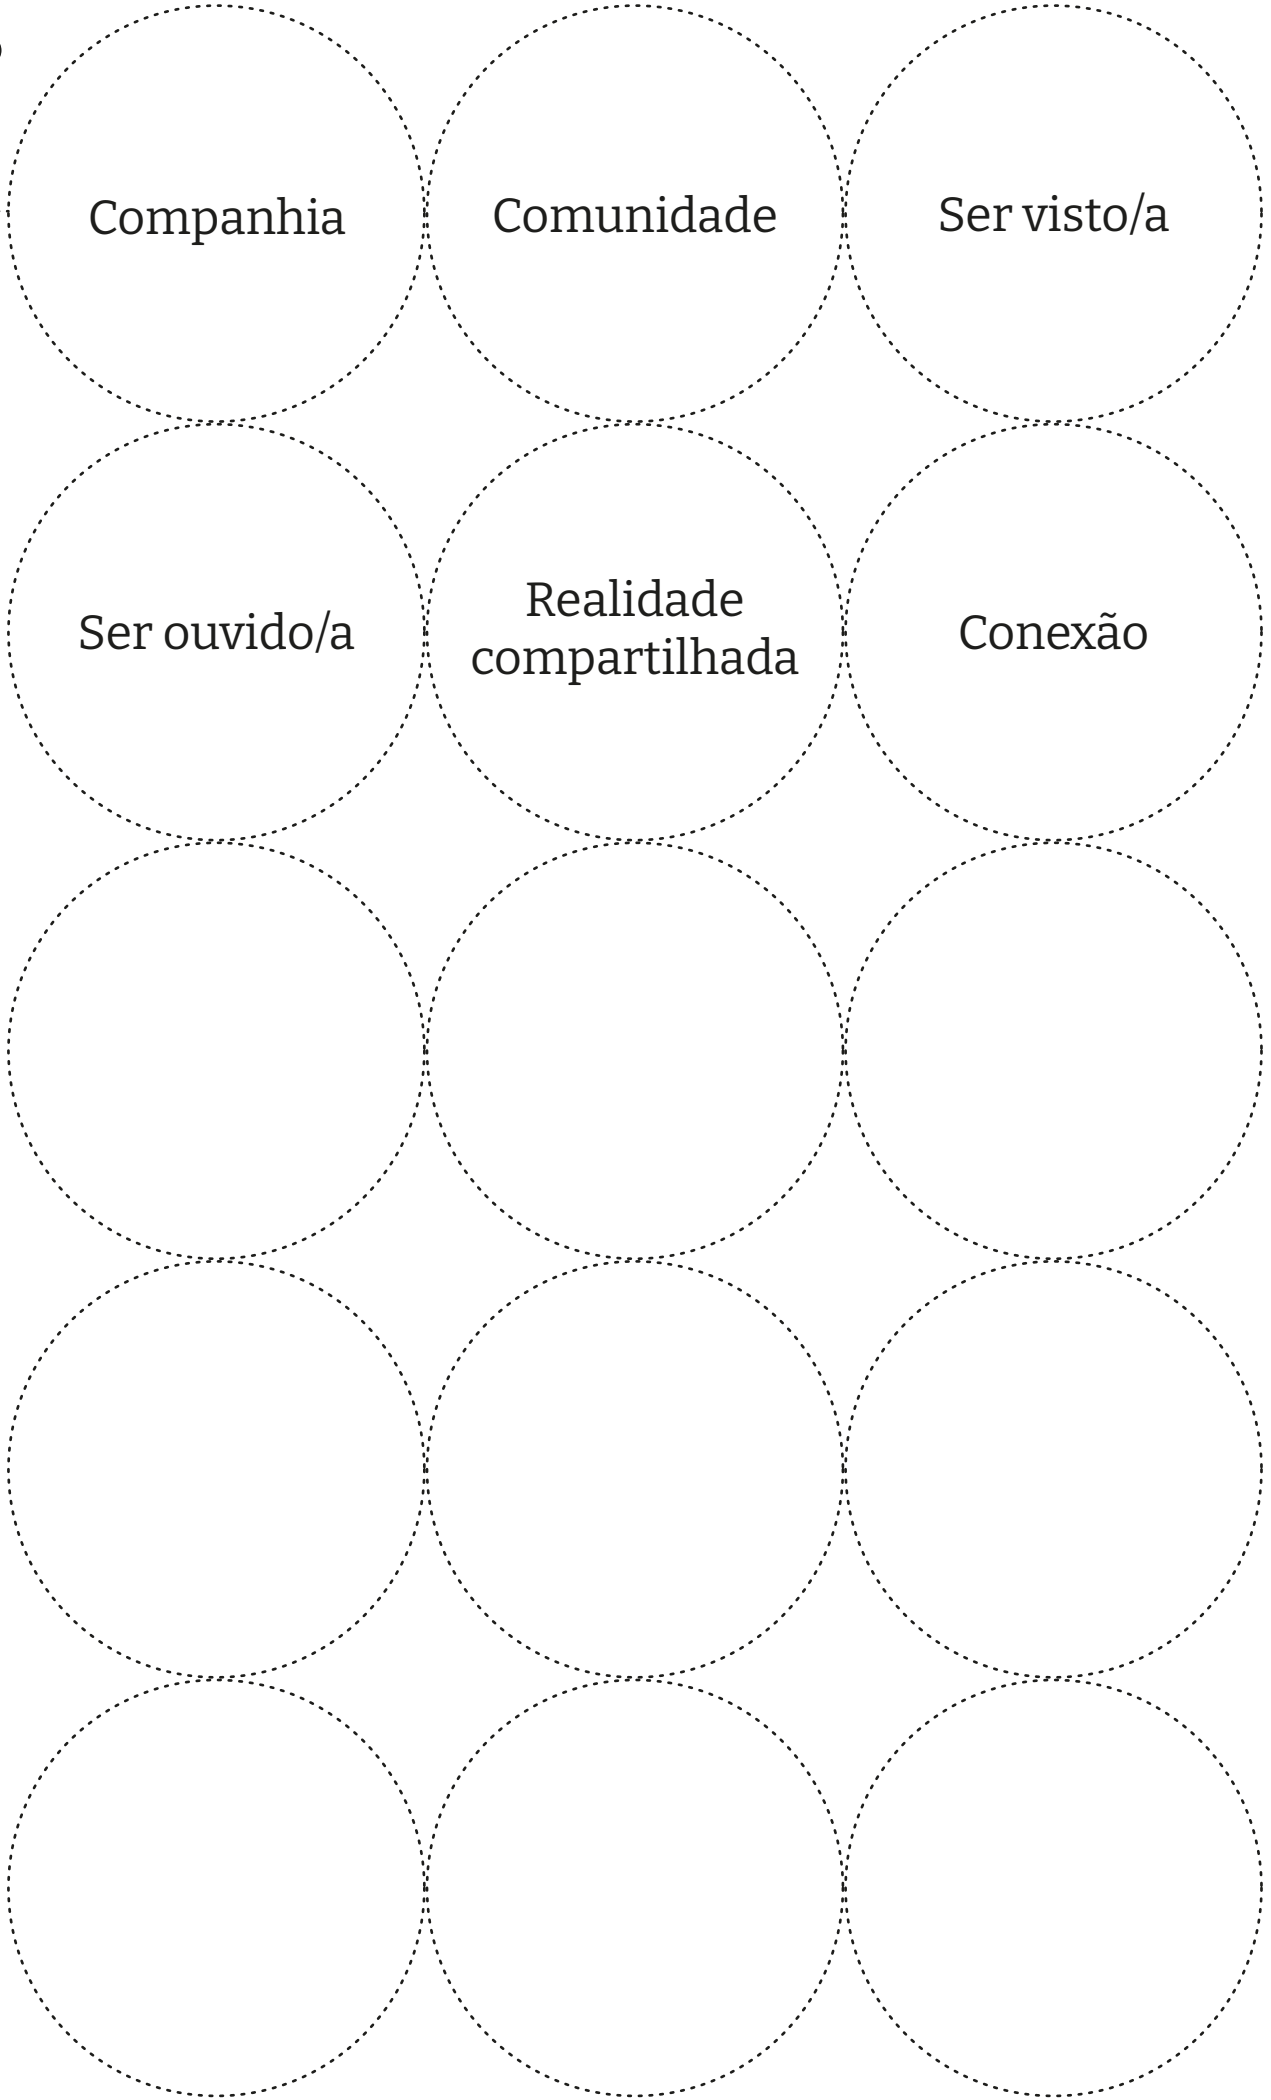 Companhia
Comunidade
Ser visto/a
Ser ouvido/a
Realidade
compartilhada
Conexão